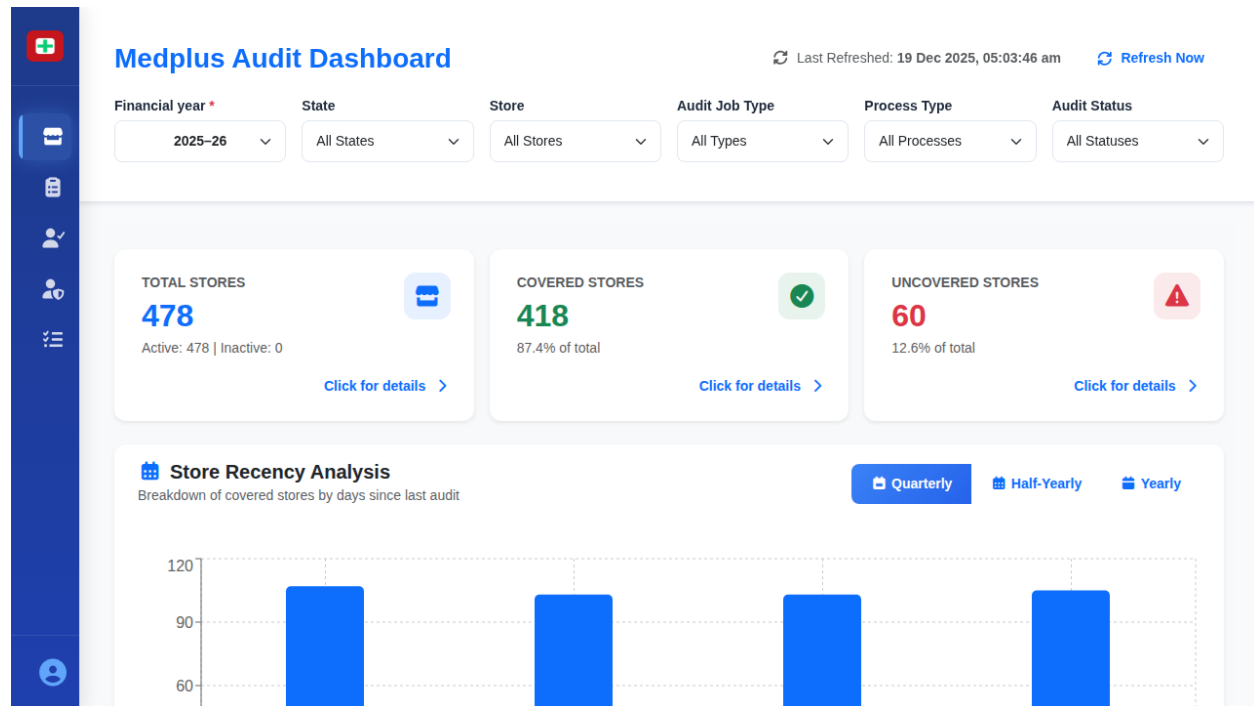 Medplus Audit Dashboard
Last Refreshed: 19 Dec 2025, 05:03:46 am
Refresh Now
Financial year *
State
Store
Audit Job Type
Process Type
Audit Status
2025–26
All States
All Stores
All Types
All Processes
All Statuses
TOTAL STORES
478
Active: 478 | Inactive: 0
Click for details
COVERED STORES
418
87.4% of total
Click for details
UNCOVERED STORES
60
12.6% of total
Click for details
Store Recency Analysis
Breakdown of covered stores by days since last audit
Quarterly
Half-Yearly
Yearly
120
90
60